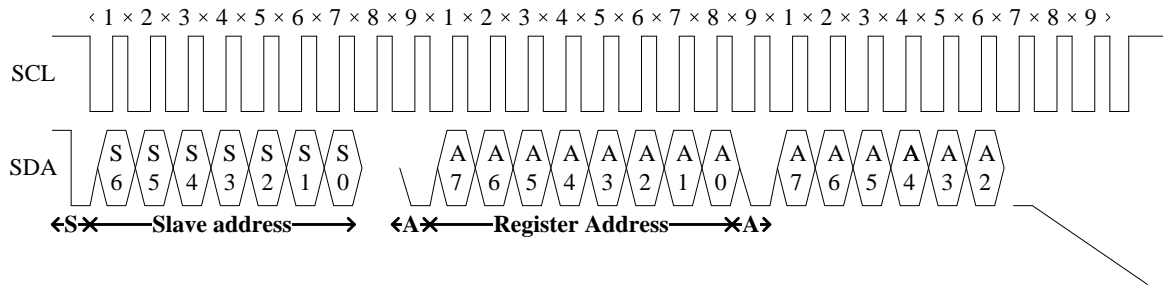 ‹ 1 × 2 × 3 × 4 × 5 × 6 × 7 × 8 × 9 × 1 × 2 × 3 × 4 × 5 × 6 × 7 × 8 × 9 × 1 × 2 × 3 × 4 × 5 × 6 × 7 × 8 × 9 ›
SCL
SDA
S S S S S S S A A A A A A A A A A A A A A
6 5 4 3 2 1 0 7 6 5 4 3 2 1 0 7 6 5 4 3 2
S Slave address A Register Address A